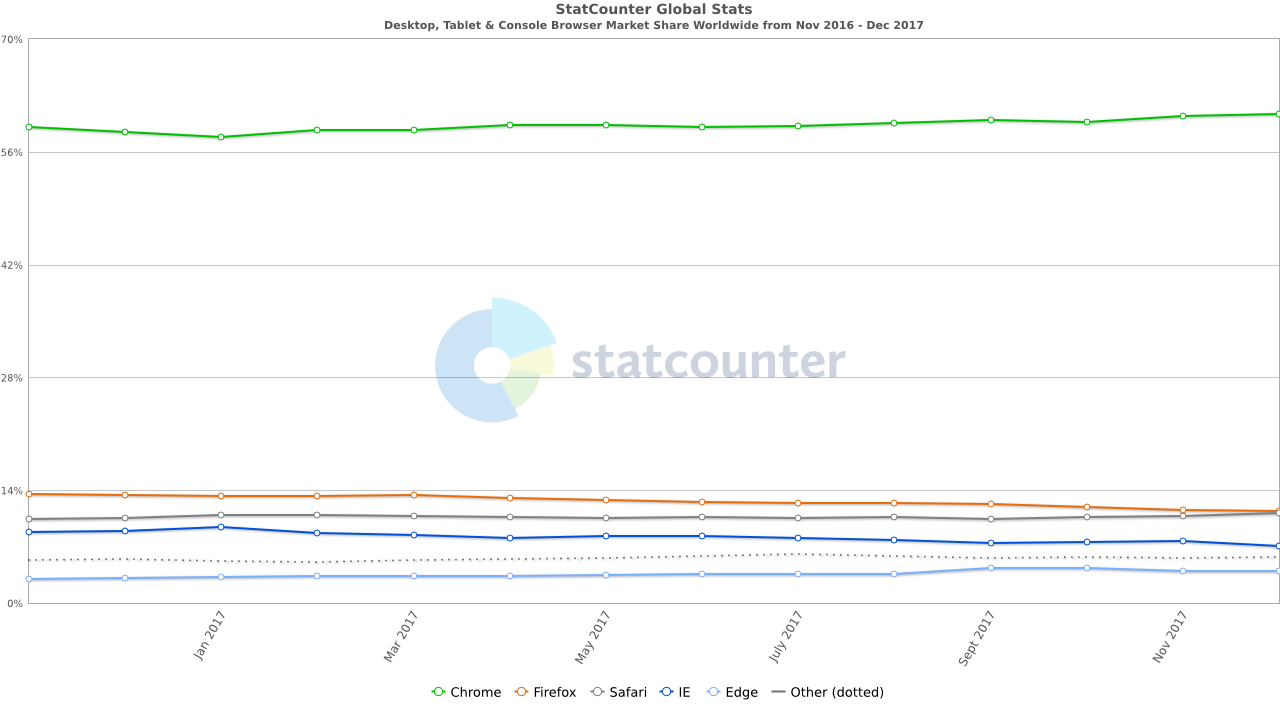 StatCounter Global Stats
Desktop, Tablet & Console Browser Market Share Worldwide from Nov 2016 - Dec 2017
70%
56%
42%
28%
14%
0%
statcounter
Jan 2017
Mar 2017
May 2017
July 2017
Sept 2017
Nov 2017
Chrome Firefox Safari IE Edge Other (dotted)